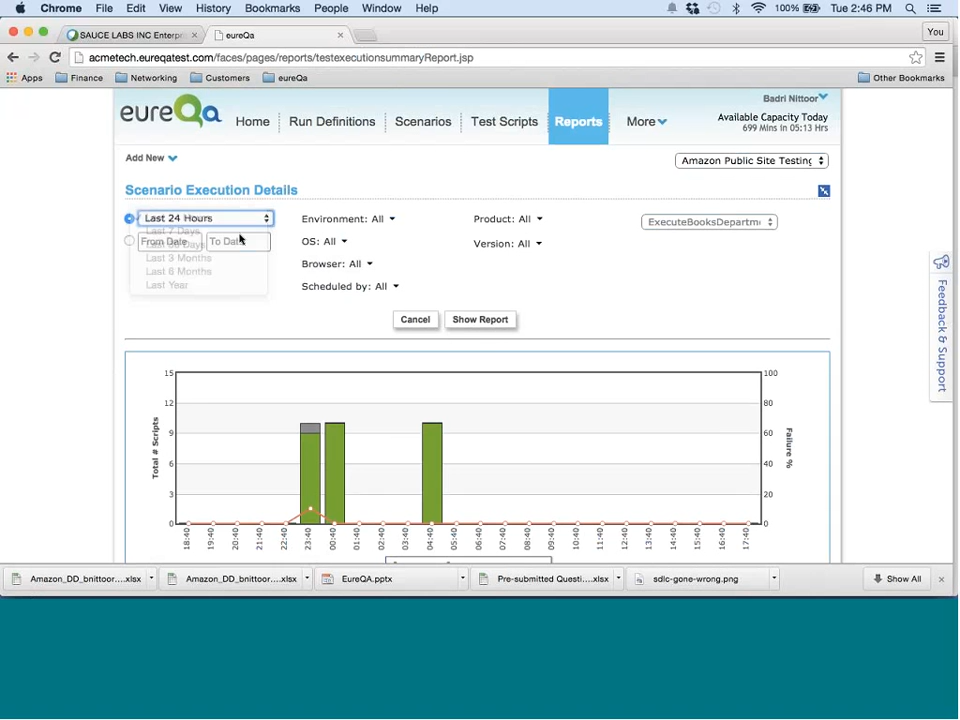 Chrome File Edit View History Bookmarks People Window Help 100% Tue 2:46 PM
SAUCE LABS INC Enterpri × eureQa × You
acmetech.eureqatest.com/faces/pages/reports/testexecutionsummaryReport.jsp
Apps Finance Networking Customers eureQa Other Bookmarks
eureQa
Home Run Definitions Scenarios Test Scripts Reports More
Badri Nittoor
Available Capacity Today
699 Mins in 05:13 Hrs
Add New
Amazon Public Site Testing
Scenario Execution Details
Last 24 Hours
Last 7 Days
Last 30 Days
Last 3 Months
Last 6 Months
Last Year
From Date To Date
Environment: All
OS: All
Browser: All
Scheduled by: All
Product: All
Version: All
ExecuteBooksDepartm
Cancel Show Report
Feedback & Support
Total # Scripts
15
12
9
6
3
0
100
80
60
40
20
0
Failure %
18:40 19:40 20:40 21:40 22:40 23:40 00:40 01:40 02:40 03:40 04:40 05:40 06:40 07:40 08:40 09:40 10:40 11:40 12:40 13:40 14:40 15:40 16:40 17:40
Amazon_DD_bnittoor....xlsx Amazon_DD_bnittoor....xlsx EureQA.pptx Pre-submitted Questi....xlsx sdlc-gone-wrong.png Show All ×